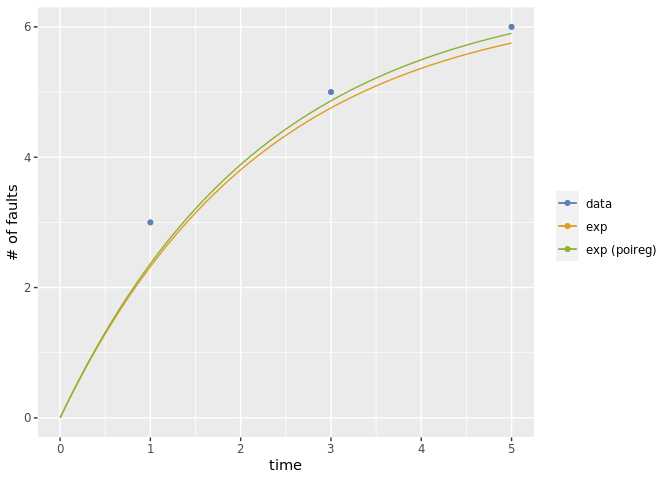 6
4
2
0
# of faults
0 1 2 3 4 5
time
data
exp
exp (poireg)